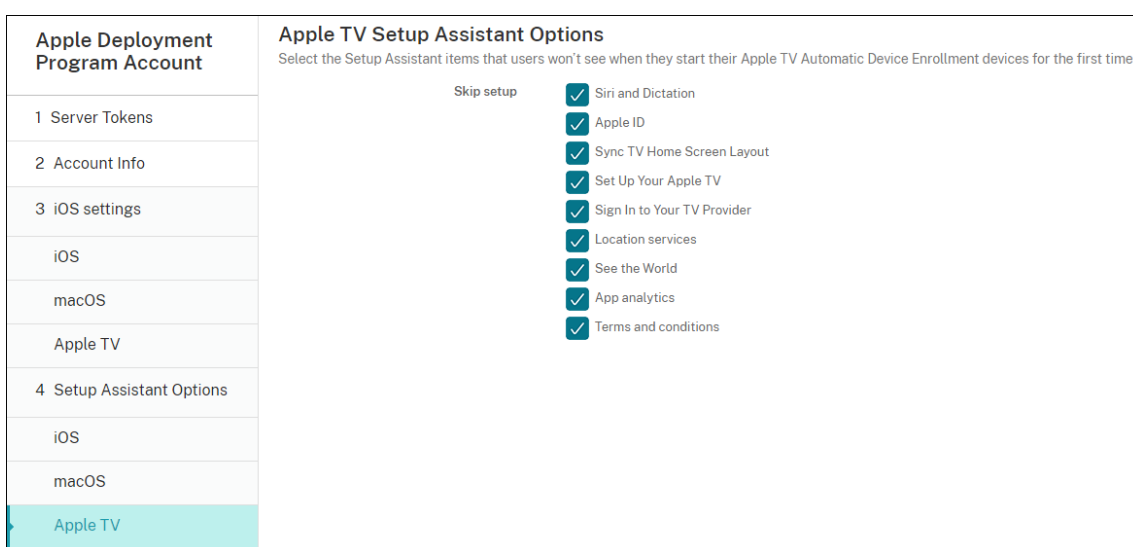 Apple Deployment
Program Account
1 Server Tokens
2 Account Info
3 iOS settings
iOS
macOS
Apple TV
4 Setup Assistant Options
iOS
macOS
Apple TV
Apple TV Setup Assistant Options
Select the Setup Assistant items that users won't see when they start their Apple TV Automatic Device Enrollment devices for the first time
Skip setup
Siri and Dictation
Apple ID
Sync TV Home Screen Layout
Set Up Your Apple TV
Sign In to Your TV Provider
Location services
See the World
App analytics
Terms and conditions